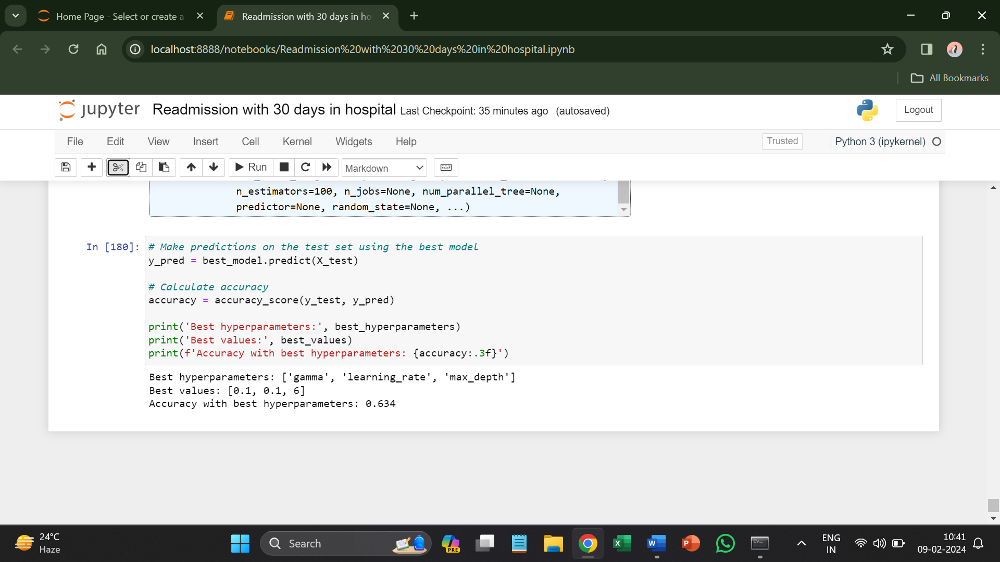 Home Page - Select or create a
Readmission with 30 days in ho
localhost:8888/notebooks/Readmission%20with%2030%20days%20in%20hospital.ipynb
All Bookmarks
jupyter Readmission with 30 days in hospital Last Checkpoint: 35 minutes ago (autosaved)
Logout
File Edit View Insert Cell Kernel Widgets Help
Trusted
Python 3 (ipykernel)
Run
Markdown
n_estimators=100, n_jobs=None, num_parallel_tree=None,
predictor=None, random_state=None, ...)
In [180]:
# Make predictions on the test set using the best model
y_pred = best_model.predict(X_test)
# Calculate accuracy
accuracy = accuracy_score(y_test, y_pred)
print('Best hyperparameters:', best_hyperparameters)
print('Best values:', best_values)
print(f'Accuracy with best hyperparameters: {accuracy:.3f}')
Best hyperparameters: ['gamma', 'learning_rate', 'max_depth']
Best values: [0.1, 0.1, 6]
Accuracy with best hyperparameters: 0.634
24°C
Haze
Search
PRE
X
W
P
ENG
IN
10:41
09-02-2024